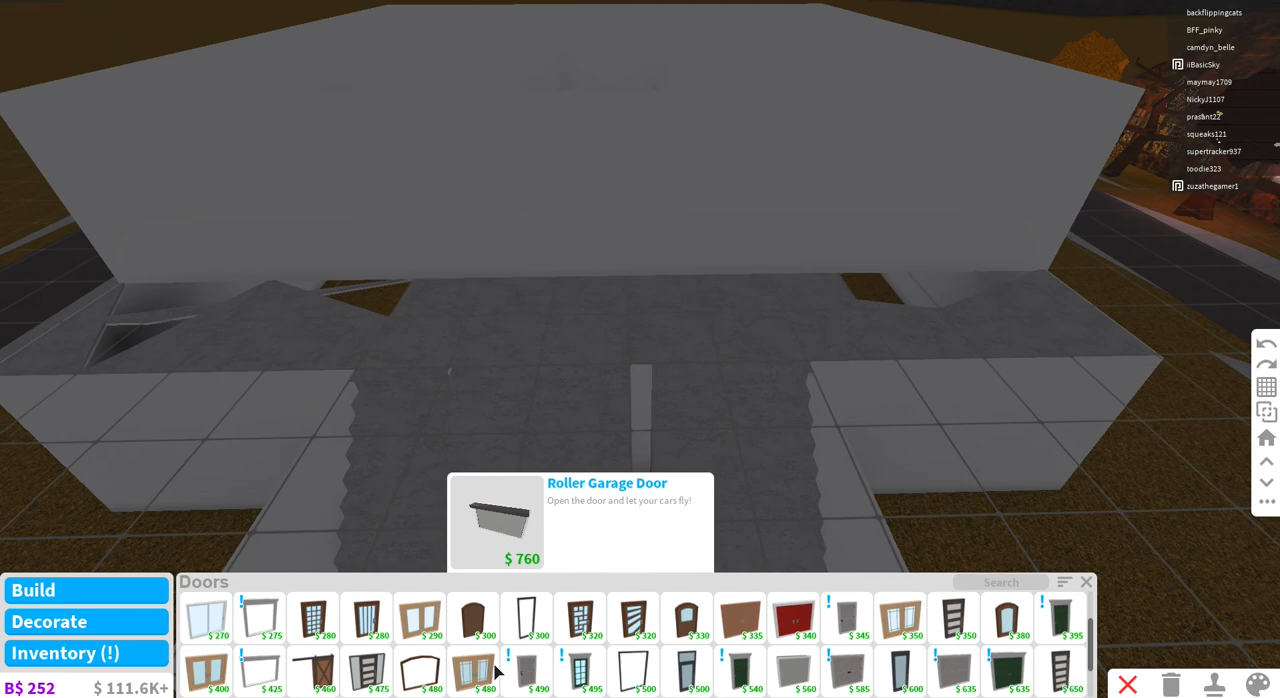 backflippingcats
BFF_pinky
camdyn_belle
iiBasicSky
maymay1709
NickyJ1107
prasant22
squeaks121
supertracker937
toodie323
zuzathegamer1
Roller Garage Door
Open the door and let your cars fly!
$ 760
Build
Decorate
Inventory (!)
B$ 252 $ 111.6K+
Doors
Search
$ 270 ! $ 275 $ 280 $ 280 $ 290 $ 300 $ 300 $ 320 $ 320 $ 330 $ 335 $ 340 ! $ 345 $ 350 $ 350 $ 380 ! $ 395
$ 400 $ 425 $ 460 $ 475 $ 480 $ 480 ! $ 490 ! $ 495 $ 500 $ 500 ! $ 540 $ 560 ! $ 585 $ 600 ! $ 635 ! $ 635 $ 650